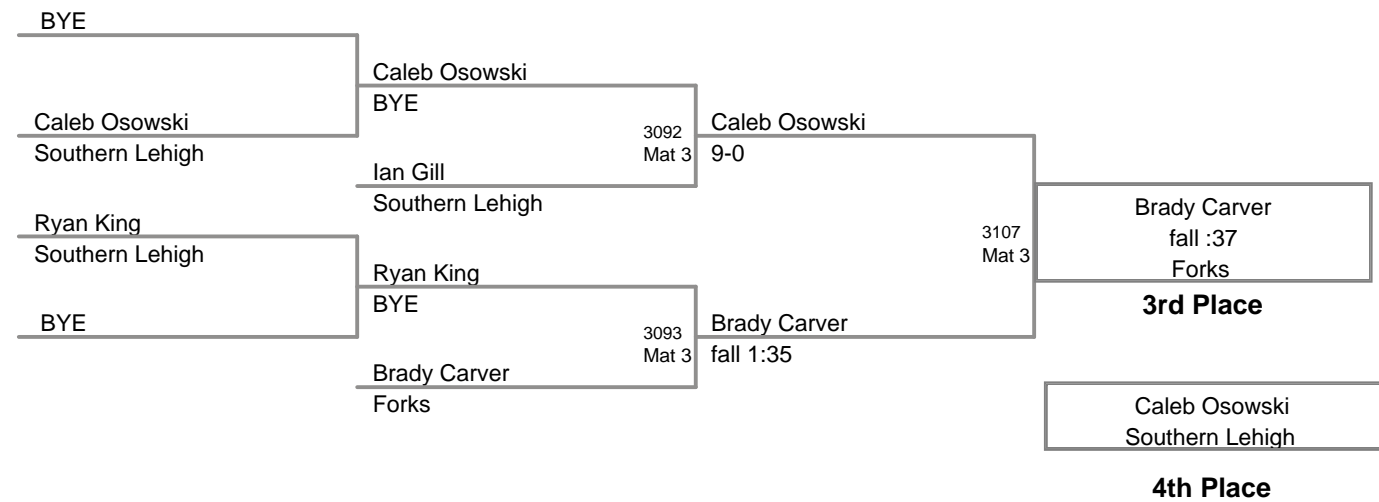 BYE
Caleb Osowski
BYE
Caleb Osowski
Southern Lehigh
3092
Mat 3
Caleb Osowski
9-0
Ian Gill
Southern Lehigh
Ryan King
Southern Lehigh
3107
Mat 3
Brady Carver
fall :37
Forks
3rd Place
Ryan King
BYE
BYE
3093
Mat 3
Brady Carver
fall 1:35
Brady Carver
Forks
Caleb Osowski
Southern Lehigh
4th Place